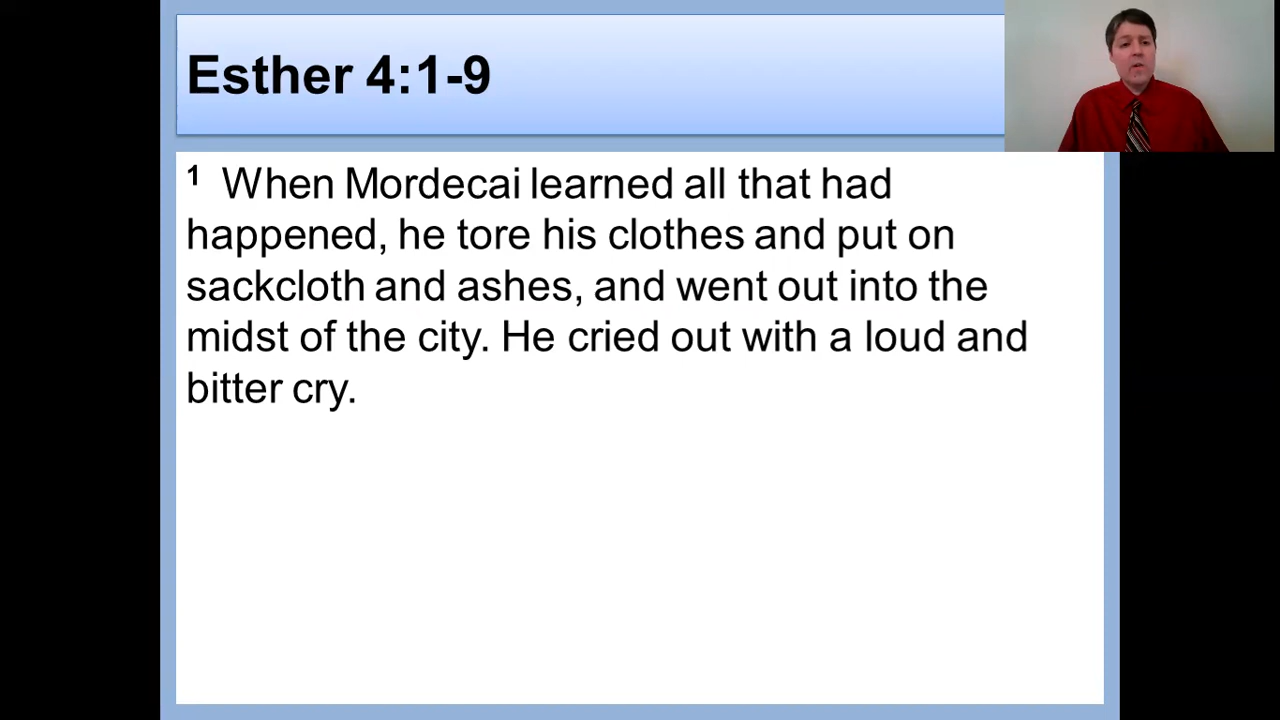 Esther 4:1-9
1 When Mordecai learned all that had
happened, he tore his clothes and put on
sackcloth and ashes, and went out into the
midst of the city. He cried out with a loud and
bitter cry.